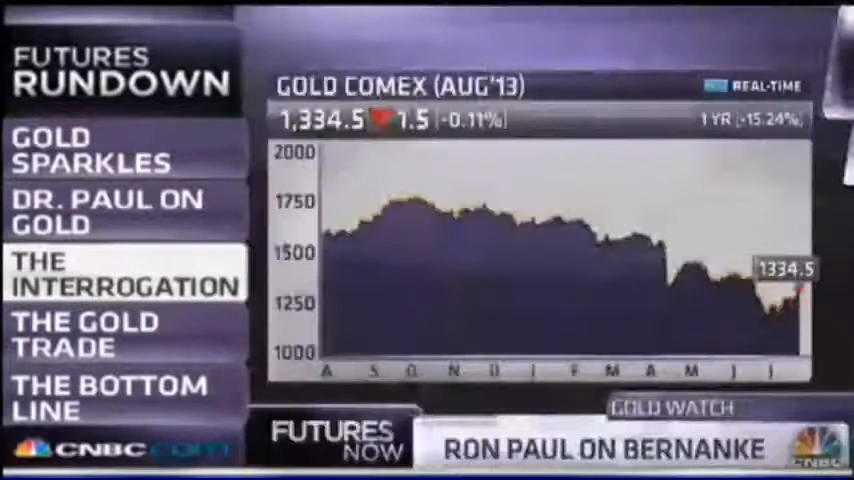 FUTURES
RUNDOWN
GOLD
SPARKLES
DR. PAUL ON
GOLD
THE
INTERROGATION
THE GOLD
TRADE
THE BOTTOM
LINE
CNBC.COM
GOLD COMEX (AUG'13)
REAL-TIME
1,334.5 1.5 (-0.11%)
1 YR (-15.24%)
2000
1750
1500
1250
1000
1334.5
A S O N D J F M A M J J
GOLD WATCH
FUTURES
NOW
RON PAUL ON BERNANKE
CNBC